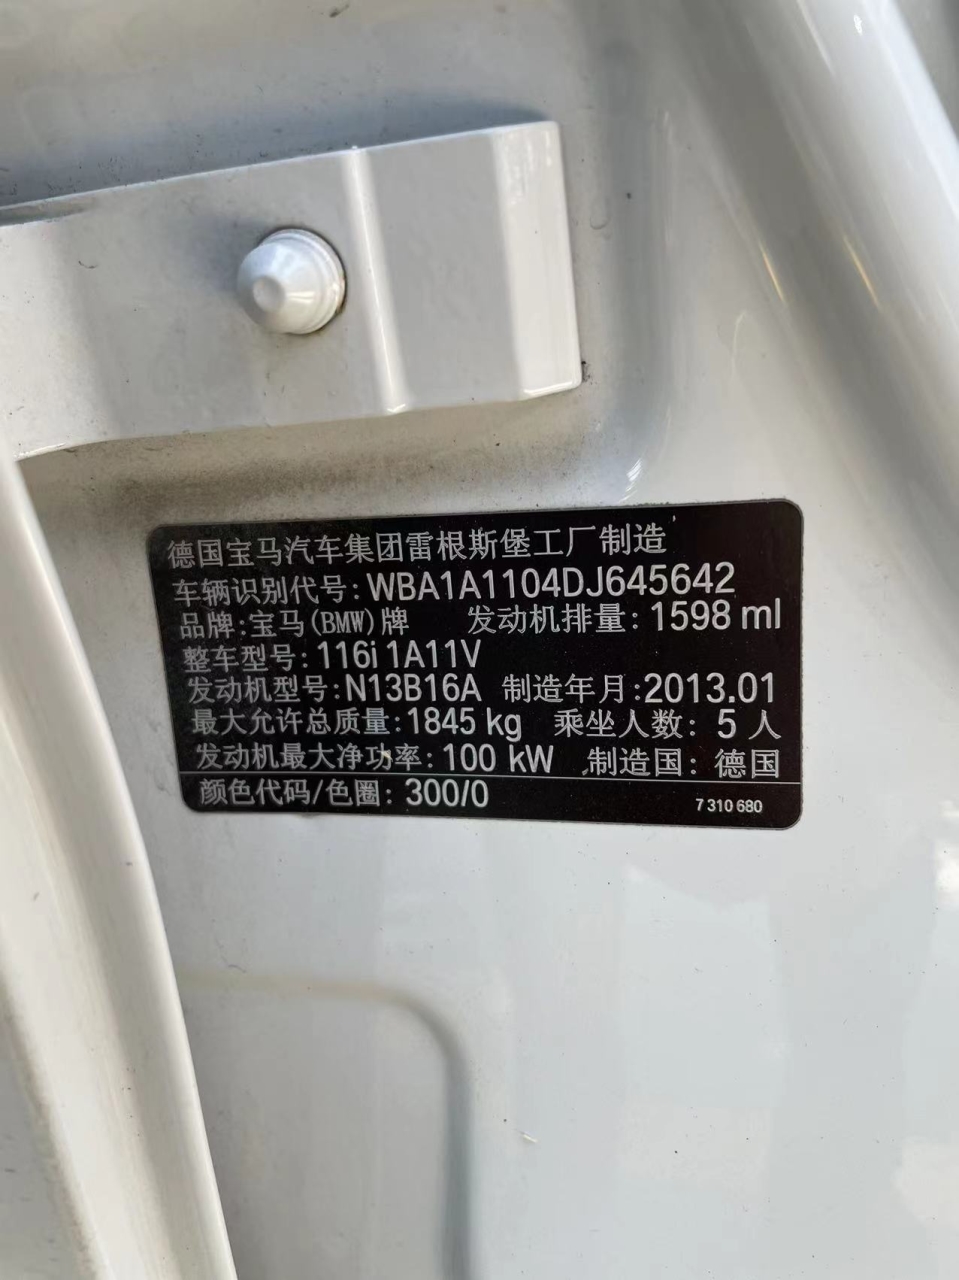 德国宝马汽车集团雷根斯堡工厂制造
车辆识别代号: WBA1A1104DJ645642
品牌:宝马(BMW)牌 发动机排量: 1598 ml
整车型号: 116i 1A11V
发动机型号: N13B16A 制造年月: 2013.01
最大允许总质量: 1845 kg 乘坐人数: 5 人
发动机最大净功率: 100 kW 制造国: 德国
颜色代码/色圈: 300/0 7 310 680